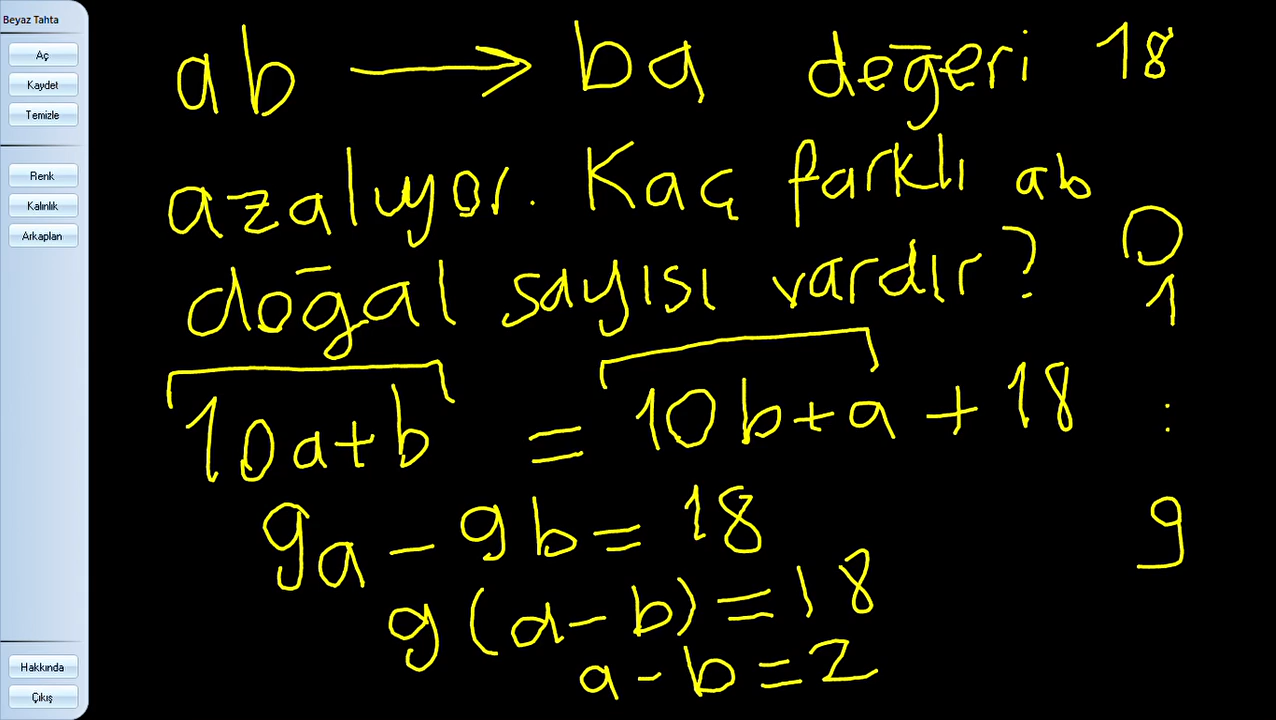 Beyaz Tahta
Aç
Kaydet
Temizle
Renk
Kalınlık
Arkaplan
Hakkında
Çıkış
ab → ba değeri 18
azalıyor. Kaç farklı ab
doğal sayısı vardır?
10a+b = 10b+a + 18
9a - 9b = 18
9(a-b) = 18
a-b = 2
0
1
:
9